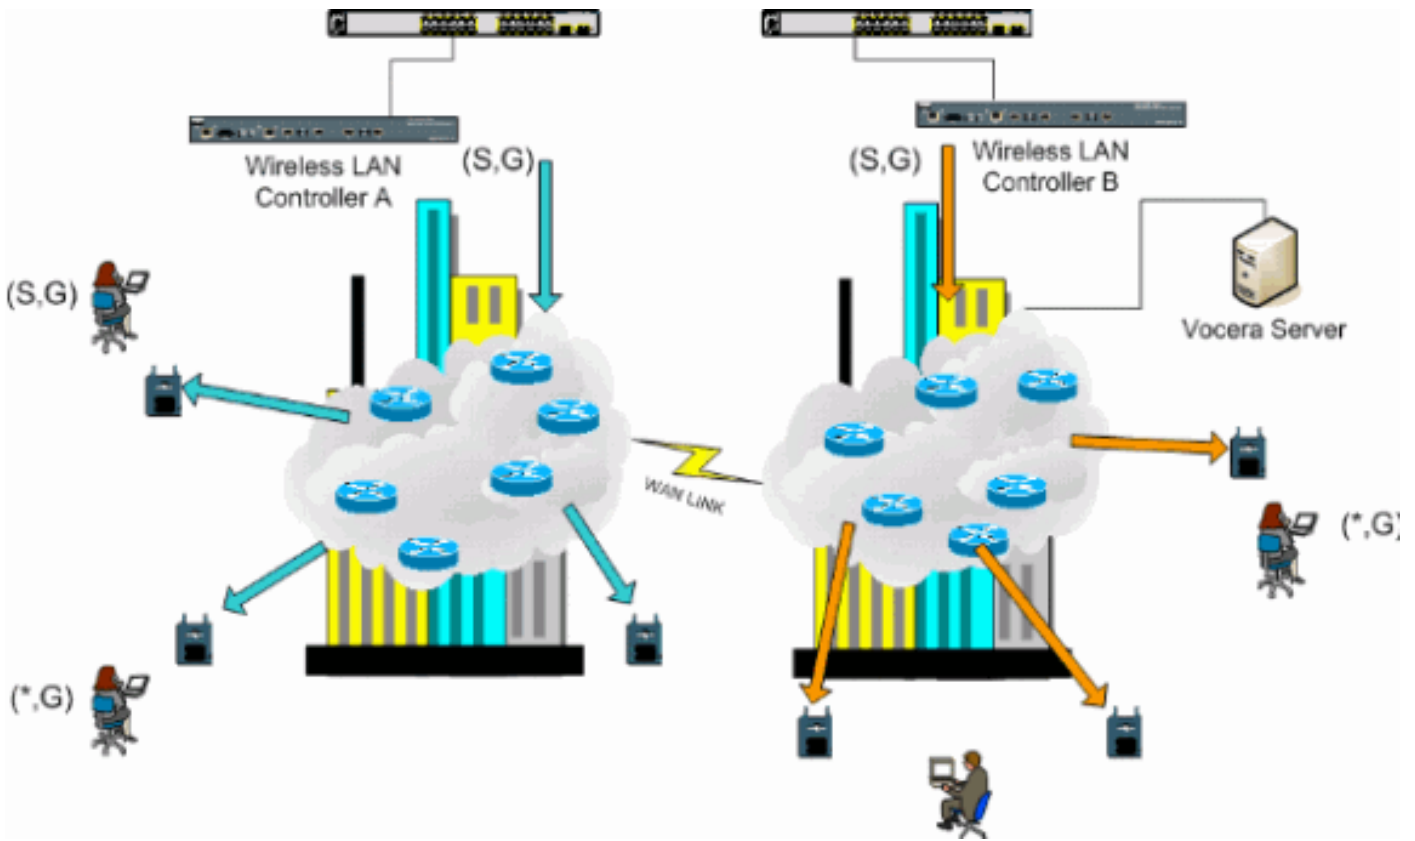 Wireless LAN
Controller A
(S,G)
(S,G)
Wireless LAN
Controller B
(S,G)
Vocera Server
WAN LINK
(*,G)
(*,G)